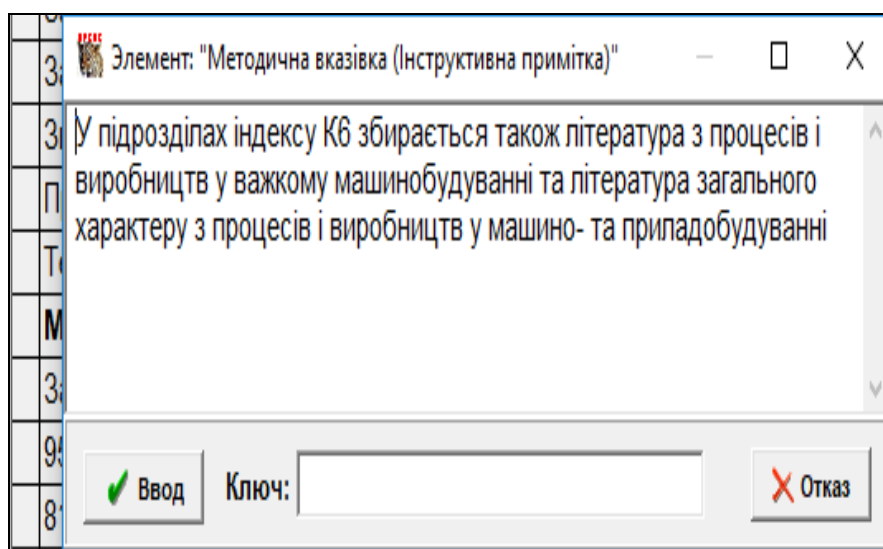 Элемент: "Методична вказівка (Інструктивна примітка)"
У підрозділах індексу К6 збирається також література з процесів і
виробництв у важкому машинобудуванні та література загального
характеру з процесів і виробництв у машино- та приладобудуванні
Ввод Ключ: Отказ